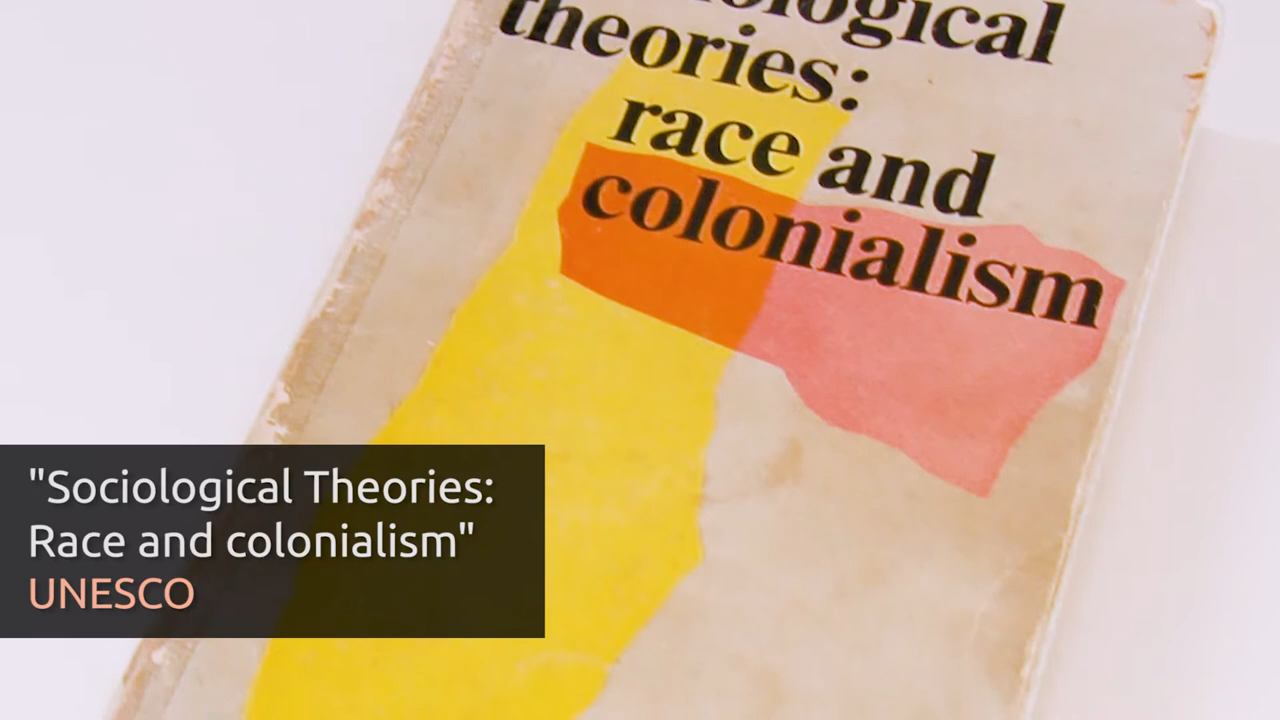 theories:
race and
colonialism
"Sociological Theories:
Race and colonialism"
UNESCO